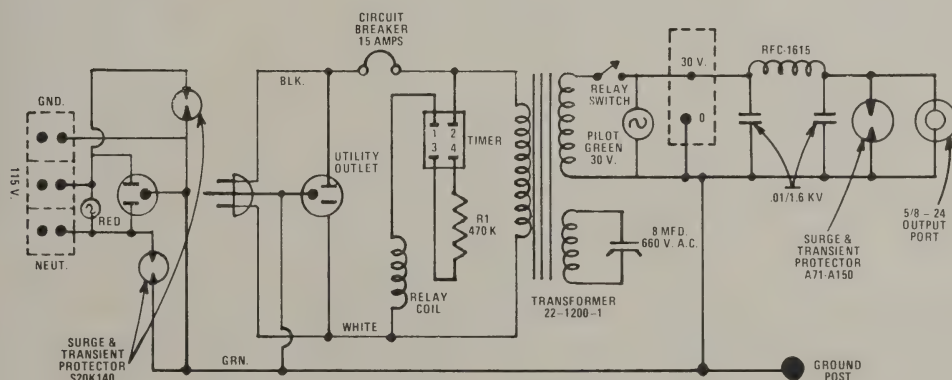 GND.
115 V.
NEUT.
RED
SURGE &
TRANSIENT
PROTECTOR
S20K140
CIRCUIT
BREAKER
15 AMPS
BLK.
UTILITY
OUTLET
WHITE
GRN.
1 2
3 4
TIMER
R1
470 K
RELAY
COIL
RELAY
SWITCH
PILOT
GREEN
30 V.
30 V.
0
8 MFD.
660 V. A.C.
TRANSFORMER
22-1200-1
RFC-1615
.01/1.6 KV
SURGE &
TRANSIENT
PROTECTOR
A71-A150
5/8 - 24
OUTPUT
PORT
GROUND
POST